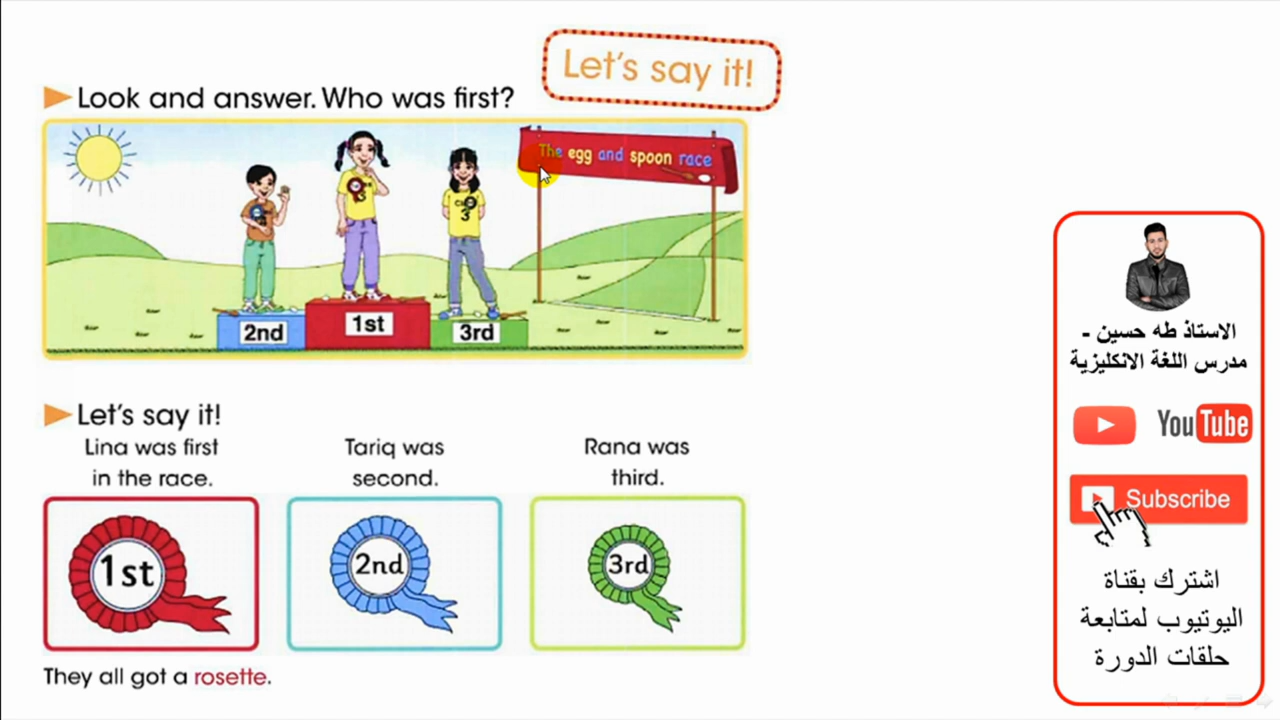 Let's say it!
Look and answer. Who was first?
The egg and spoon race
3
2nd
1st
3rd
Let's say it!
Lina was first
in the race.
Tariq was
second.
Rana was
third.
1st
2nd
3rd
They all got a rosette.
الاستاذ طه حسين -
مدرس اللغة الانكليزية
YouTube
Subscribe
اشترك بقناة
اليوتيوب لمتابعة
حلقات الدورة